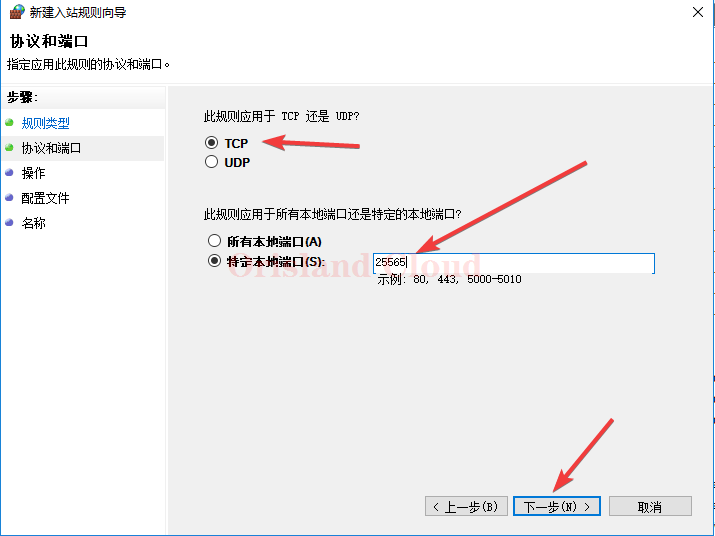 新建入站规则向导
协议和端口
指定应用此规则的协议和端口。
步骤:
规则类型
协议和端口
操作
配置文件
名称
此规则应用于 TCP 还是 UDP?
TCP
UDP
此规则应用于所有本地端口还是特定的本地端口?
所有本地端口(A)
特定本地端口(S):
25565
Orisland Cloud
示例: 80, 443, 5000-5010
< 上一步(B)
下一步(N) >
取消